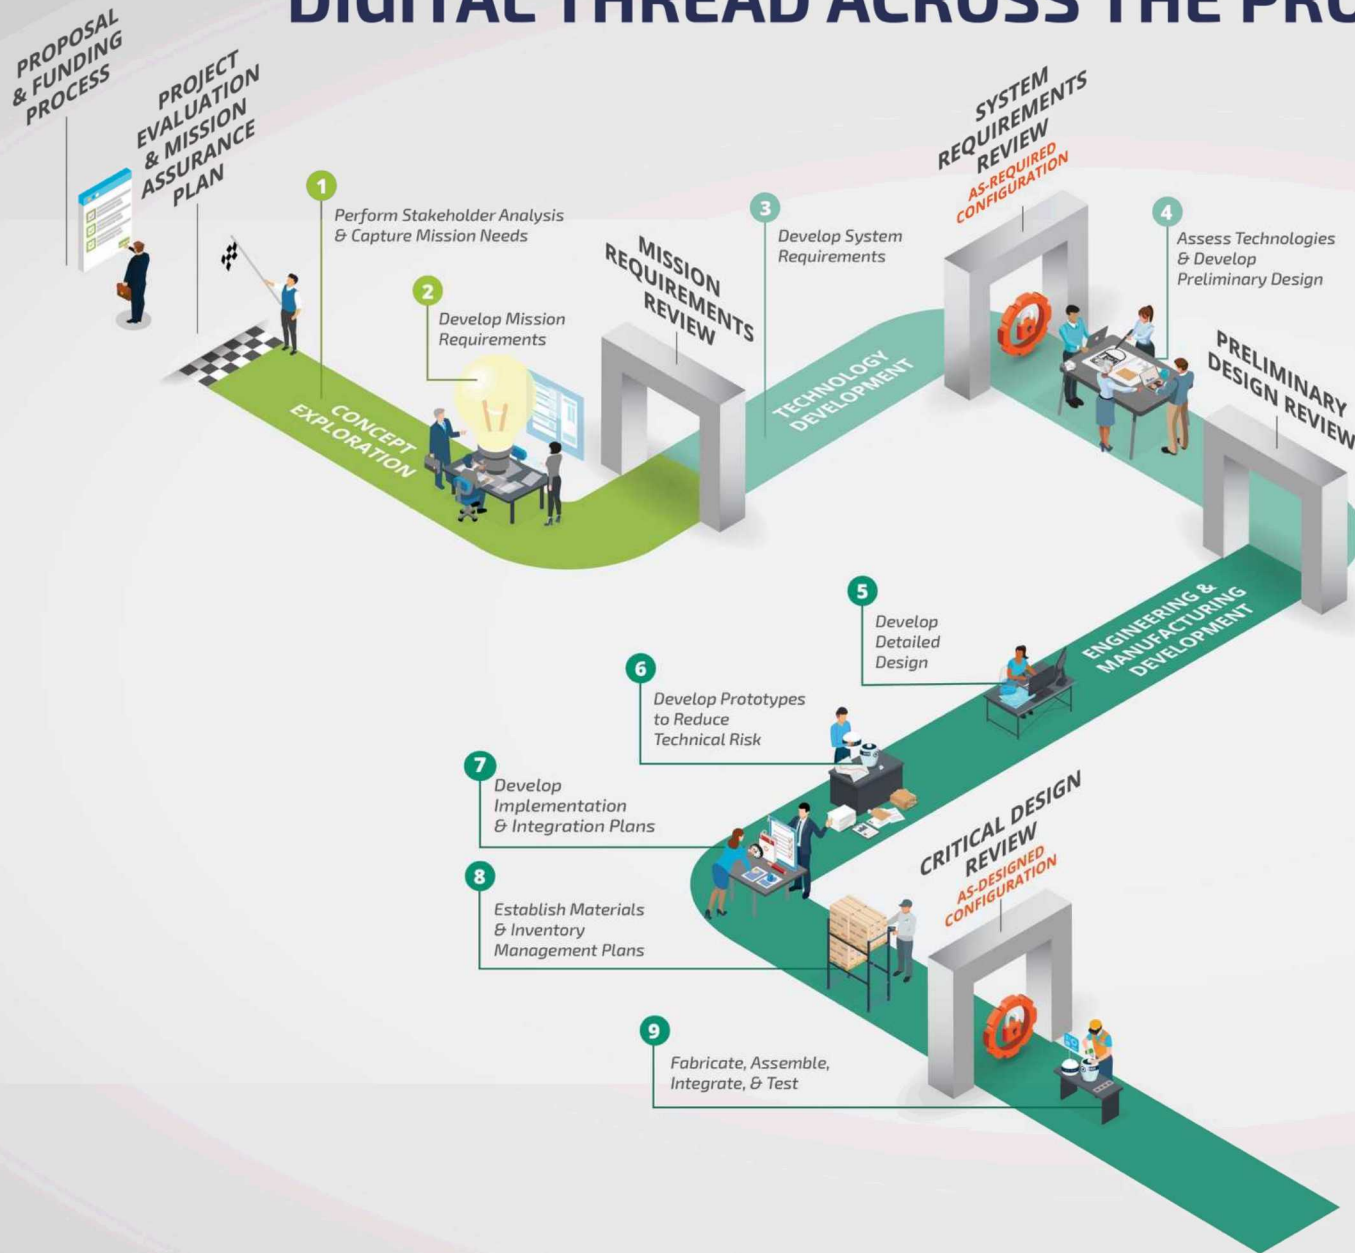 DIGITAL THREAD ACROSS THE
PROPOSAL
& FUNDING
PROCESS
PROJECT
EVALUATION
& MISSION
ASSURANCE
PLAN
1
Perform Stakeholder Analysis
& Capture Mission Needs
2
Develop Mission
Requirements
CONCEPT
EXPLORATION
MISSION
REQUIREMENTS
REVIEW
3
Develop System
Requirements
TECHNOLOGY
DEVELOPMENT
SYSTEM
REQUIREMENTS
REVIEW
AS-REQUIRED
CONFIGURATION
4
Assess Technologies
& Develop
Preliminary Design
PRELIMINARY
DESIGN REVIEW
ENGINEERING &
MANUFACTURING
DEVELOPMENT
5
Develop
Detailed
Design
6
Develop Prototypes
to Reduce
Technical Risk
7
Develop
Implementation
& Integration Plans
8
Establish Materials
& Inventory
Management Plans
CRITICAL DESIGN
REVIEW
AS-DESIGNED
CONFIGURATION
9
Fabricate, Assemble,
Integrate, & Test